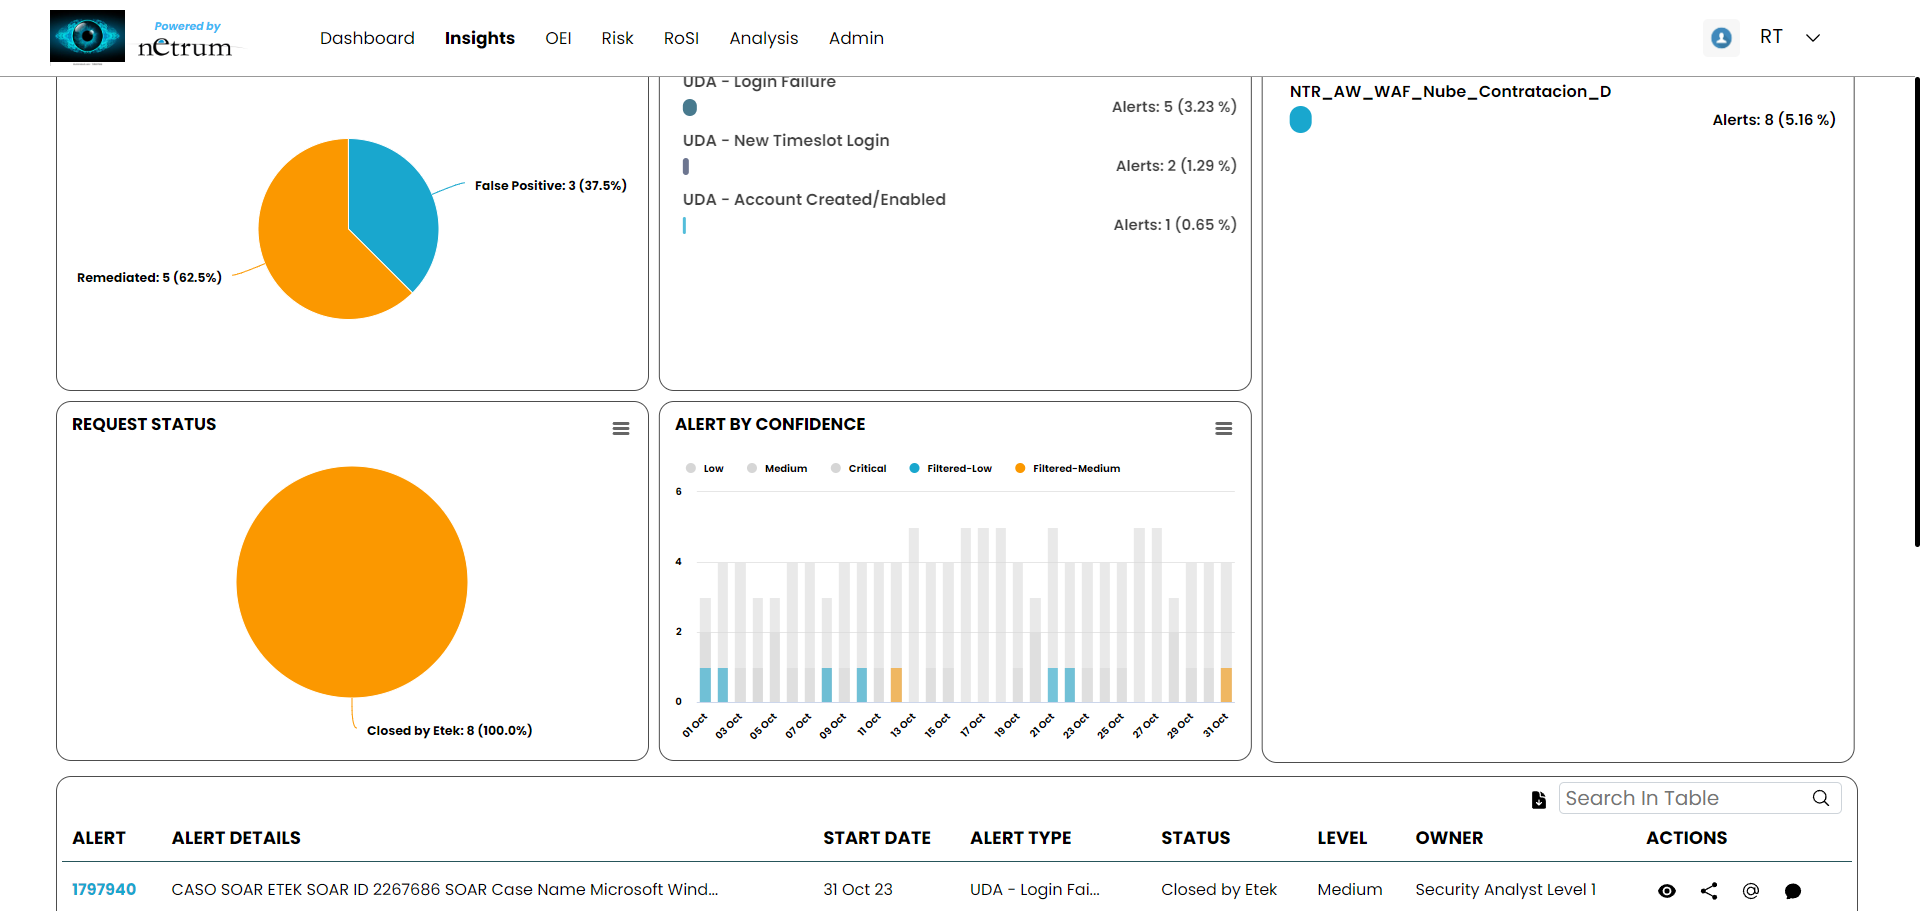 Powered by
netrum
Dashboard
Insights
OEI
Risk
RoSI
Analysis
Admin
RT
False Positive: 3 (37.5%)
Remediated: 5 (62.5%)
UDA - Login Failure
Alerts: 5 (3.23 %)
UDA - New Timeslot Login
Alerts: 2 (1.29 %)
UDA - Account Created/Enabled
Alerts: 1 (0.65 %)
NTR_AW_WAF_Nube_Contratacion_D
Alerts: 8 (5.16 %)
REQUEST STATUS
Closed by Etek: 8 (100.0%)
ALERT BY CONFIDENCE
Low
Medium
Critical
Filtered-Low
Filtered-Medium
6
4
2
0
01 Oct
03 Oct
05 Oct
07 Oct
09 Oct
11 Oct
13 Oct
15 Oct
17 Oct
19 Oct
21 Oct
23 Oct
25 Oct
27 Oct
29 Oct
31 Oct
Search In Table
ALERT ALERT DETAILS START DATE ALERT TYPE STATUS LEVEL OWNER ACTIONS
1797940 CASO SOAR ETEK SOAR ID 2267686 SOAR Case Name Microsoft Wind... 31 Oct 23 UDA - Login Fai... Closed by Etek Medium Security Analyst Level 1